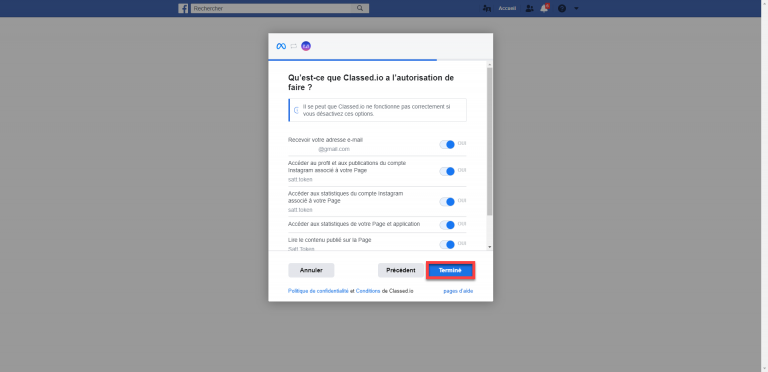 Rechercher
Accueil
Qu'est-ce que Classed.io a l'autorisation de
faire ?
Il se peut que Classed.io ne fonctionne pas correctement si
vous désactivez ces options.
Recevoir votre adresse e-mail
@gmail.com
OUI
Accéder au profil et aux publications du compte
Instagram associé à votre Page
satt.token
OUI
Accéder aux statistiques du compte Instagram
associé à votre Page
satt.token
OUI
Accéder aux statistiques de votre Page et application
OUI
Lire le contenu publié sur la Page
Satt Token
OUI
Annuler
Précédent
Terminé
Politique de confidentialité et Conditions de Classed.io
pages d'aide